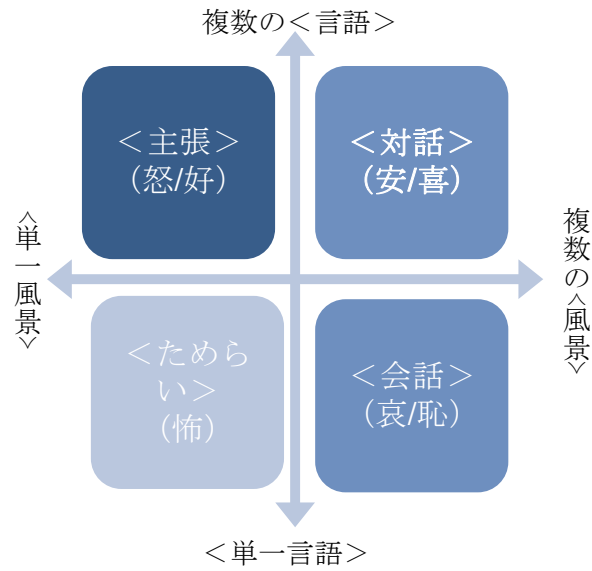 複数の＜言語＞
＜主張＞
（怒/好）
＜対話＞
（安/喜）
＜単一風景＞
複数の＜風景＞
＜ためら
い＞
（怖）
＜会話＞
（哀/恥）
＜単一言語＞